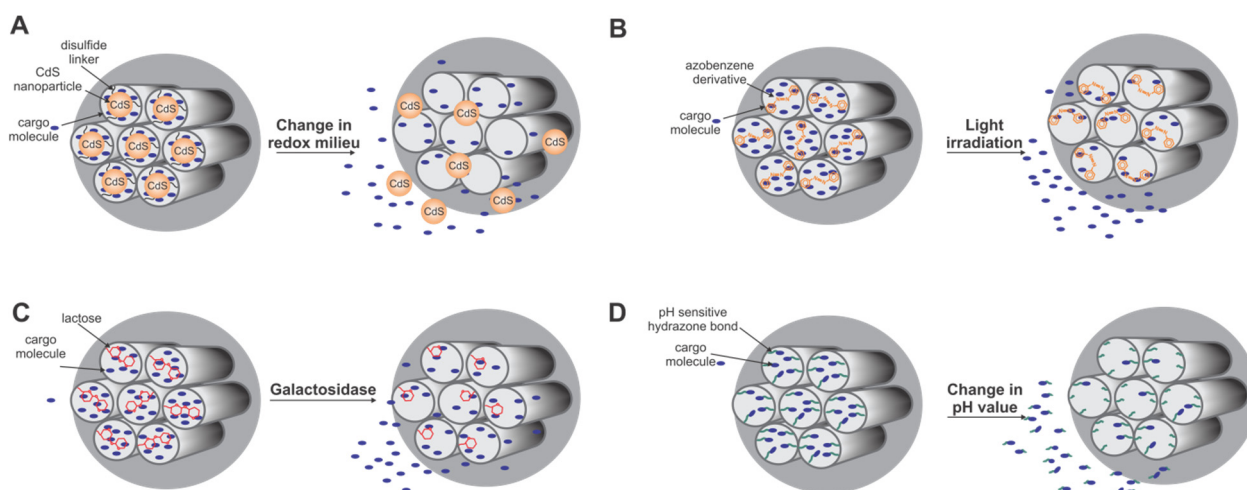 A
disulfide
linker
CdS
nanoparticle
cargo
molecule
CdS
CdS
CdS
CdS
CdS
CdS
CdS
Change in
redox milieu
CdS
CdS
CdS
CdS
CdS
CdS
CdS
B
azobenzene
derivative
cargo
molecule
Light
irradiation
C
lactose
cargo
molecule
Galactosidase
D
pH sensitive
hydrazone bond
cargo
molecule
Change in
pH value